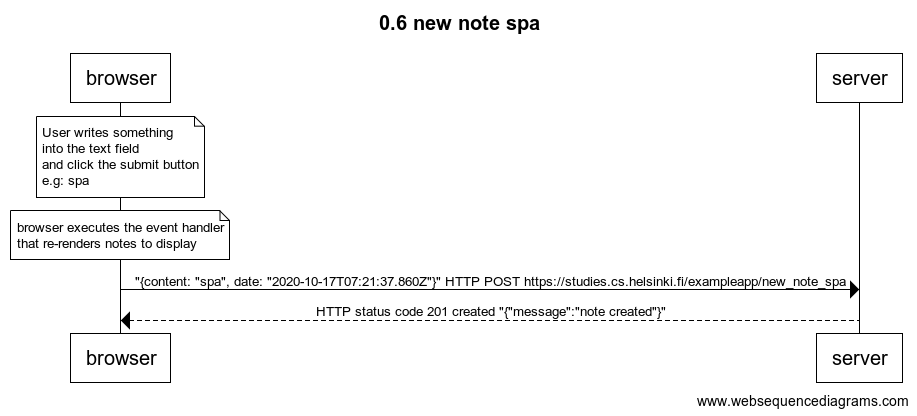 0.6 new note spa
browser
server
User writes something
into the text field
and click the submit button
e.g: spa
browser executes the event handler
that re-renders notes to display
"{content: "spa", date: "2020-10-17T07:21:37.860Z"}" HTTP POST https://studies.cs.helsinki.fi/exampleapp/new_note_spa
HTTP status code 201 created "{"message":"note created"}"
browser
server
www.websequencediagrams.com